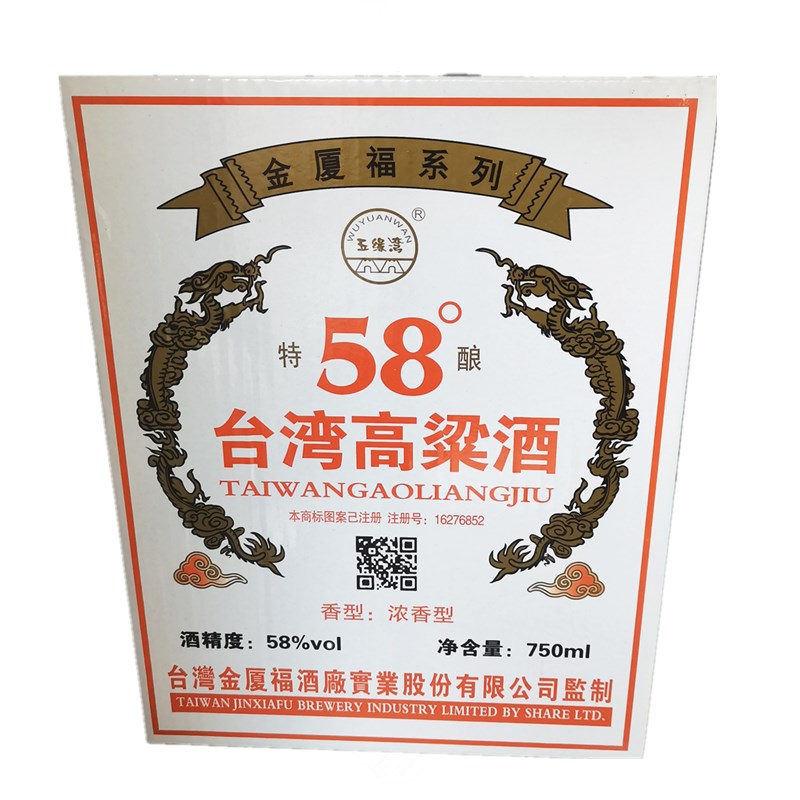 金厦福系列
WUYUANWAN ®
五缘湾
特 58° 酿
台湾高粱酒
TAIWANGAOLIANGJIU
本商标图案己注册 注册号：16276852
香型：浓香型
酒精度：58%vol 净含量：750ml
台灣金厦福酒廠實業股份有限公司監制
TAIWAN JINXIAFU BREWERY INDUSTRY LIMITED BY SHARE LTD.